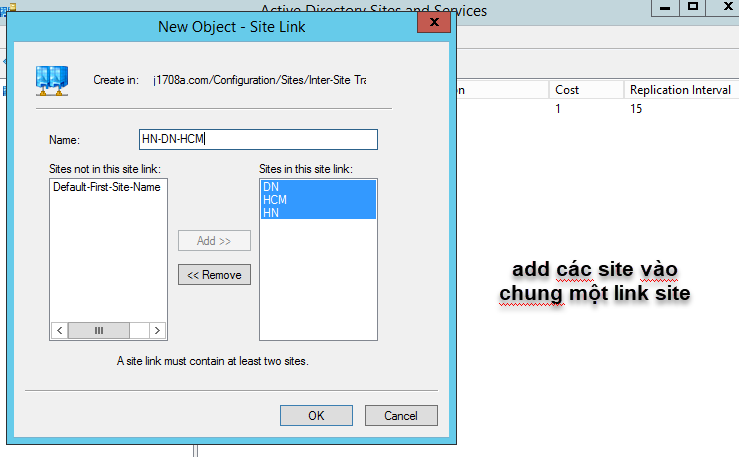 Active Directory Sites and Services
New Object - Site Link
Create in: j1708a.com/Configuration/Sites/Inter-Site Tra
Cost
Replication Interval
1
15
Name:
HN-DN-HCM
Sites not in this site link:
Default-First-Site-Name
Add >>
<< Remove
Sites in this site link:
DN
HCM
HN
A site link must contain at least two sites.
OK
Cancel
add các site vào
chung một link site